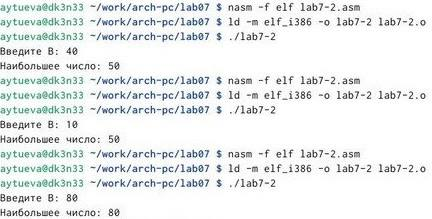 aytueva@dk3n33 ~/work/arch-pc/lab07 $ nasm -f elf lab7-2.asm
aytueva@dk3n33 ~/work/arch-pc/lab07 $ ld -m elf_i386 -o lab7-2 lab7-2.o
aytueva@dk3n33 ~/work/arch-pc/lab07 $ ./lab7-2
Введите B: 40
Наибольшее число: 50
aytueva@dk3n33 ~/work/arch-pc/lab07 $ nasm -f elf lab7-2.asm
aytueva@dk3n33 ~/work/arch-pc/lab07 $ ld -m elf_i386 -o lab7-2 lab7-2.o
aytueva@dk3n33 ~/work/arch-pc/lab07 $ ./lab7-2
Введите B: 10
Наибольшее число: 50
aytueva@dk3n33 ~/work/arch-pc/lab07 $ nasm -f elf lab7-2.asm
aytueva@dk3n33 ~/work/arch-pc/lab07 $ ld -m elf_i386 -o lab7-2 lab7-2.o
aytueva@dk3n33 ~/work/arch-pc/lab07 $ ./lab7-2
Введите B: 80
Наибольшее число: 80